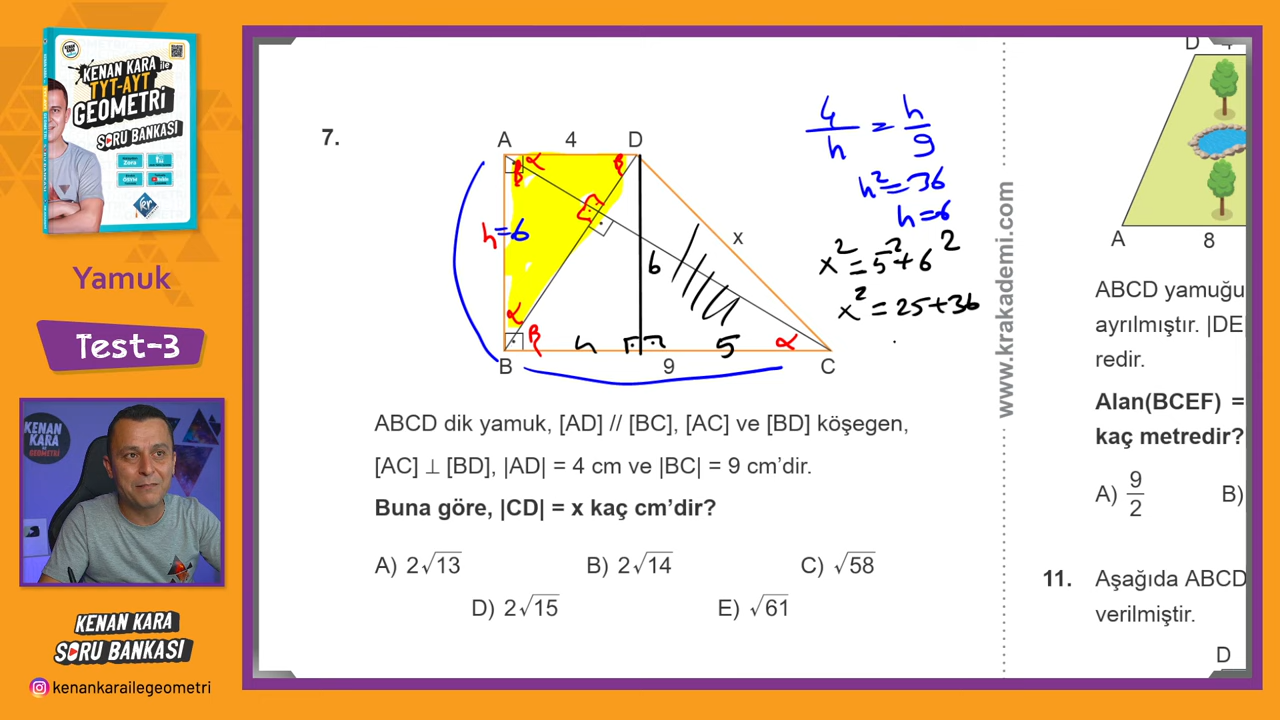 KENAN KARA ile
TYT-AYT
GEOMETRİ
SORU BANKASI
Yamuk
Test-3
KENAN KARA
SORU BANKASI
kenankarailegeometri
7.
A 4 D
h=6
x
6
4 5
B 9 C
α β
β
α
β
α
4/h = h/9
h²=36
h=6
x²=5²+6²
x²=25+36
ABCD dik yamuk, [AD] // [BC], [AC] ve [BD] köşegen,
[AC] ⊥ [BD], |AD| = 4 cm ve |BC| = 9 cm'dir.
Buna göre, |CD| = x kaç cm'dir?
A) 2√13 B) 2√14 C) √58
D) 2√15 E) √61
www.krakademi.com
D 4
A 8
ABCD yamuğu
ayrılmıştır. |DE
redir.
Alan(BCEF) =
kaç metredir?
A) 9/2 B)
11. Aşağıda ABCD
verilmiştir.
D